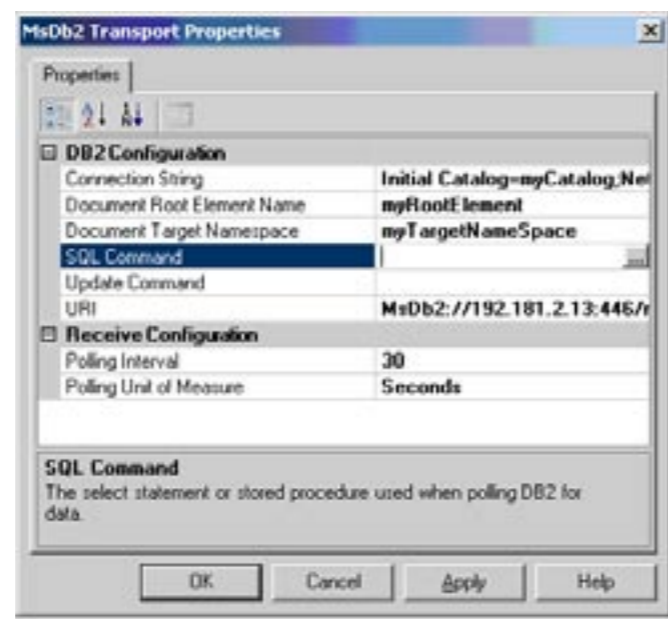 MsDb2 Transport Properties
Properties
DB2 Configuration
Connection String Initial Catalog=myCatalog;Net
Document Root Element Name myRootElement
Document Target Namespace myTargetNameSpace
SQL Command ...
Update Command
URI MsDb2://192.181.2.13:446/
Receive Configuration
Polling Interval 30
Polling Unit of Measure Seconds
SQL Command
The select statement or stored procedure used when polling DB2 for
data.
OK Cancel Apply Help